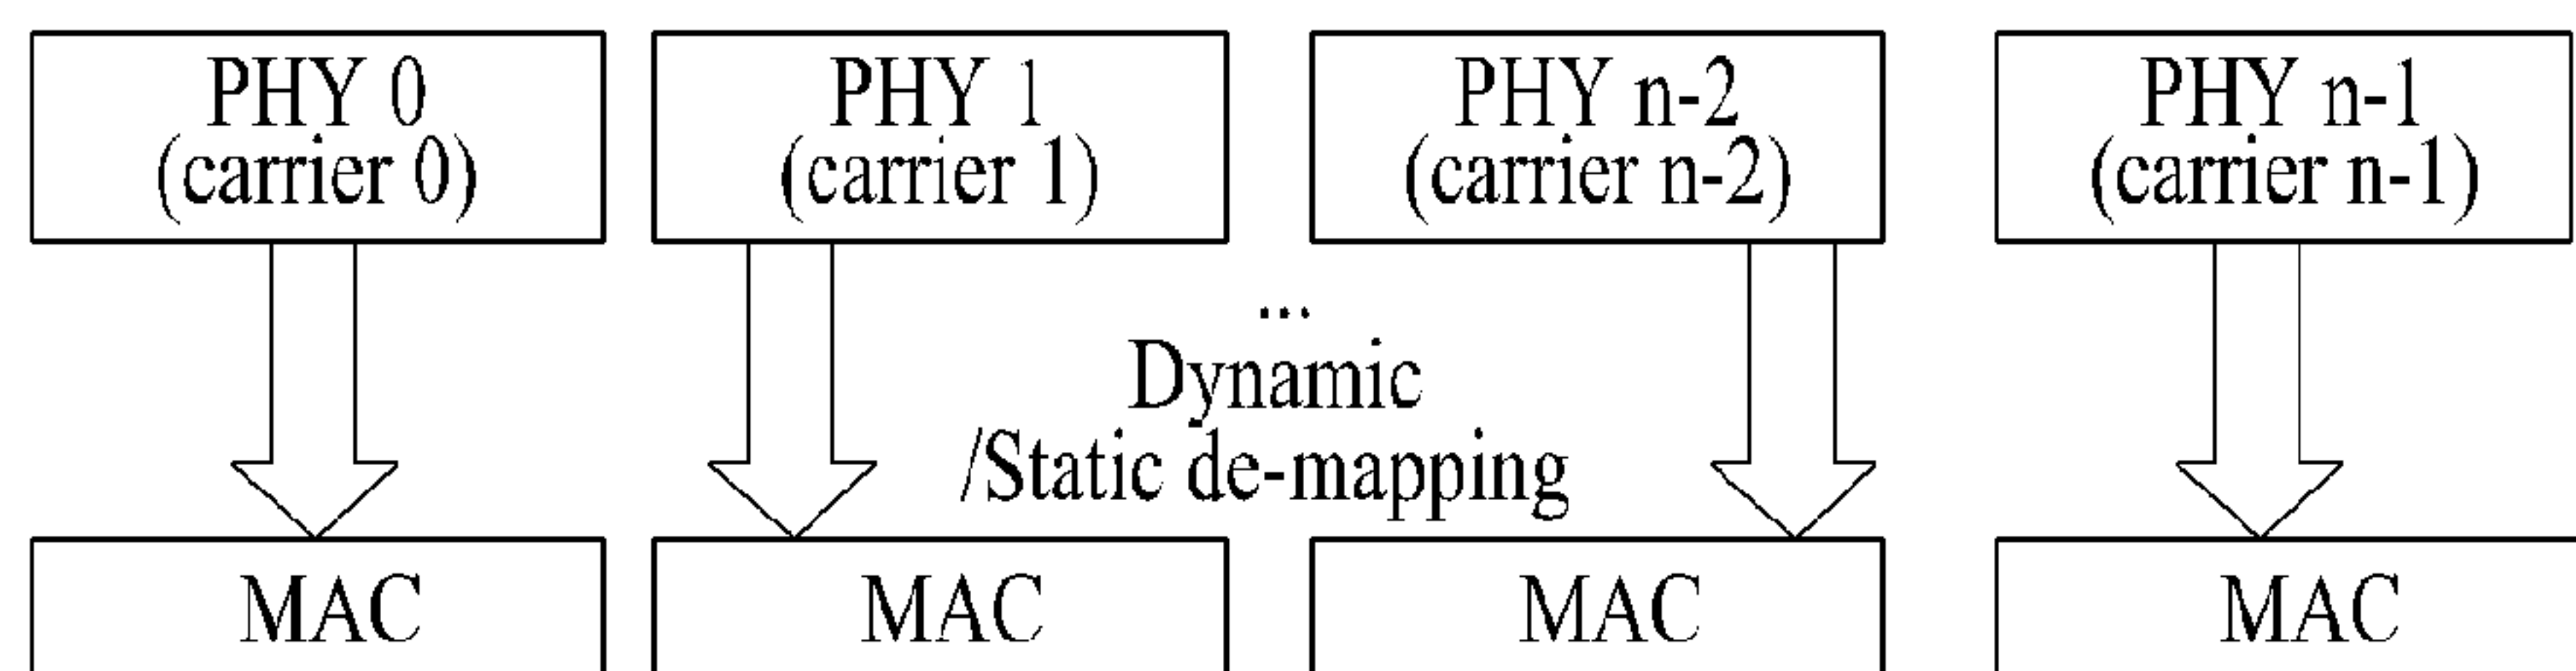 PHY 0
(carrier 0)
PHY 1
(carrier 1)
PHY n-2
(carrier n-2)
PHY n-1
(carrier n-1)
...
Dynamic
/Static de-mapping
MAC
MAC
MAC
MAC